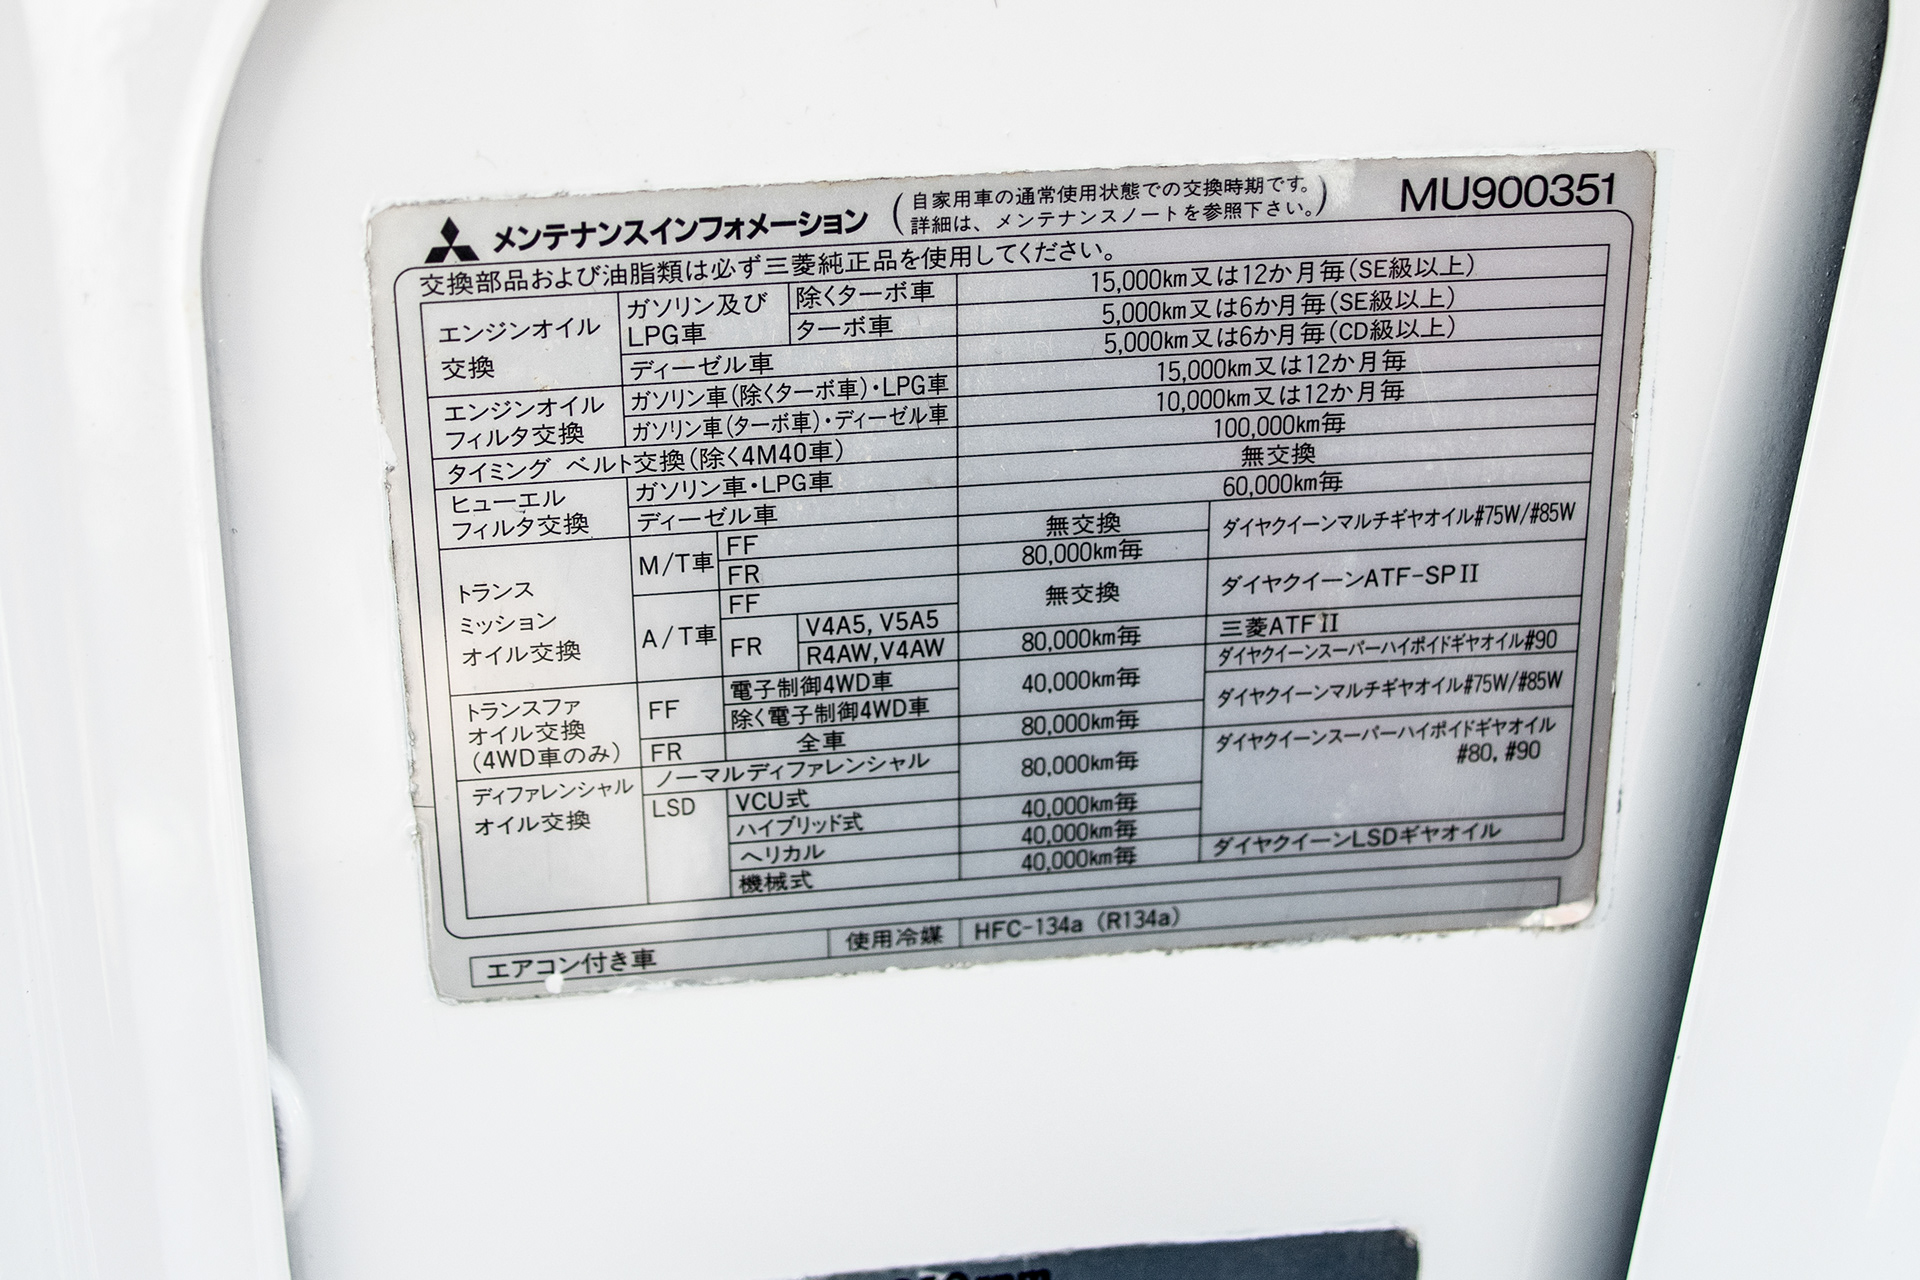 メンテナンスインフォメーション
(自家用車の通常使用状態での交換時期です。
詳細は、メンテナンスノートを参照下さい。)
MU900351
交換部品および油脂類は必ず三菱純正品を使用してください。
エンジンオイル
交換
ガソリン及び
LPG車
除くターボ車
15,000km又は12か月毎(SE級以上)
ターボ車
5,000km又は6か月毎(SE級以上)
ディーゼル車
5,000km又は6か月毎(CD級以上)
エンジンオイル
フィルタ交換
ガソリン車(除くターボ車)・LPG車
15,000km又は12か月毎
ガソリン車(ターボ車)・ディーゼル車
10,000km又は12か月毎
タイミング ベルト交換(除く4M40車)
100,000km毎
ヒューエル
フィルタ交換
ガソリン車・LPG車
無交換
ディーゼル車
60,000km毎
トランス
ミッション
オイル交換
M/T車
FF
無交換
ダイヤクイーンマルチギヤオイル#75W/#85W
FR
80,000km毎
A/T車
FF
無交換
ダイヤクイーンATF-SPⅡ
FR
V4A5, V5A5
R4AW,V4AW
80,000km毎
三菱ATFⅡ
トランスファ
オイル交換
(4WD車のみ)
FF
電子制御4WD車
40,000km毎
ダイヤクイーンスーパーハイポイドギヤオイル#90
除く電子制御4WD車
80,000km毎
ダイヤクイーンマルチギヤオイル#75W/#85W
FR
全車
ディファレンシャル
オイル交換
ノーマルディファレンシャル
80,000km毎
ダイヤクイーンスーパーハイポイドギヤオイル
#80, #90
LSD
VCU式
ハイブリッド式
40,000km毎
ヘリカル
40,000km毎
機械式
40,000km毎
ダイヤクイーンLSDギヤオイル
エアコン付き車
使用冷媒
HFC-134a (R134a)